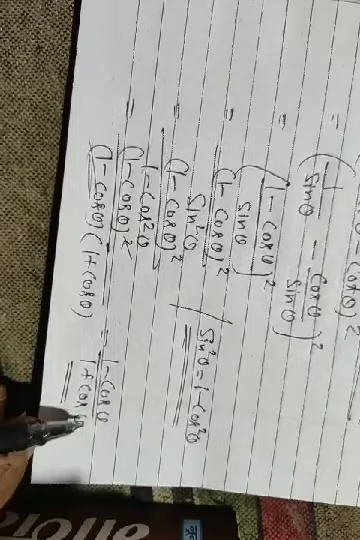 = (1/sinθ - cosθ/sinθ)²
= ((1 - cosθ)/sinθ)²
= (1 - cosθ)²/sin²θ / sin²θ = 1 - cos²θ
= (1 - cosθ)²/1 - cos²θ
= (1 - cosθ)²/(1 - cosθ)(1 + cosθ) = 1 - cosθ/1 + cosθ